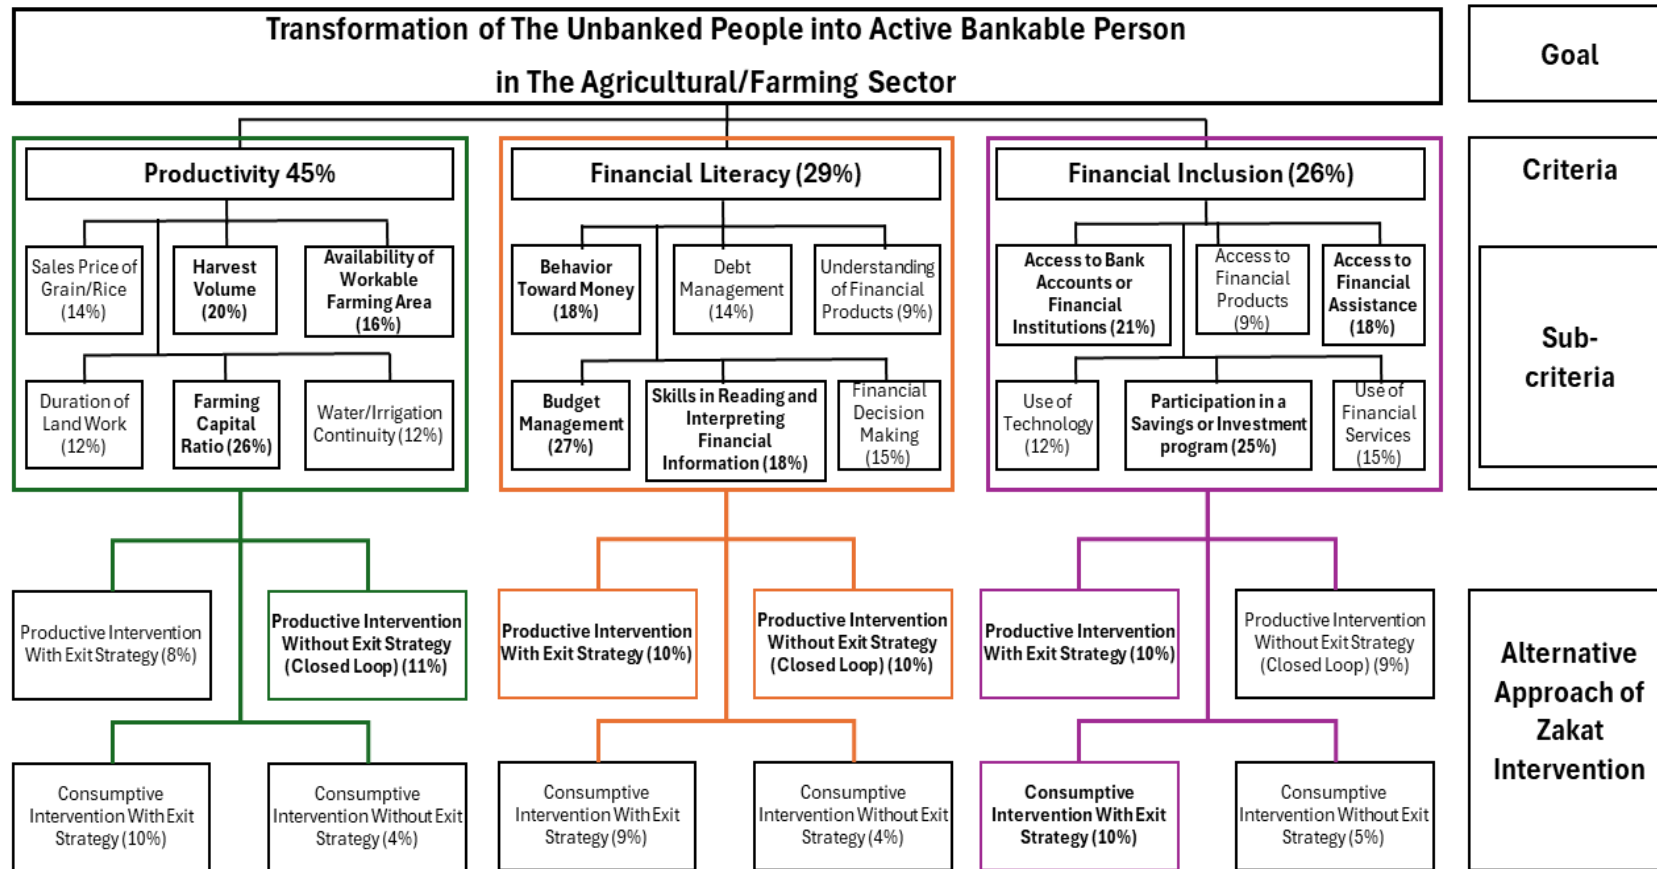 Transformation of The Unbanked People into Active Bankable Person
in The Agricultural/Farming Sector
Goal
Productivity 45%
Financial Literacy (29%)
Financial Inclusion (26%)
Criteria
Sales Price of
Grain/Rice
(14%)
Harvest
Volume
(20%)
Availability of
Workable
Farming Area
(16%)
Behavior
Toward Money
(18%)
Debt
Management
(14%)
Understanding
of Financial
Products (9%)
Access to Bank
Accounts or
Financial
Institutions (21%)
Access to
Financial
Products
(9%)
Access to
Financial
Assistance
(18%)
Sub-
criteria
Duration of
Land Work
(12%)
Farming
Capital
Ratio (26%)
Water/Irrigation
Continuity (12%)
Budget
Management
(27%)
Skills in Reading and
Interpreting
Financial
Information (18%)
Financial
Decision
Making
(15%)
Use of
Technology
(12%)
Participation in a
Savings or Investment
program (25%)
Use of
Financial
Services
(15%)
Productive Intervention
With Exit Strategy (8%)
Productive Intervention
Without Exit Strategy
(Closed Loop) (11%)
Productive Intervention
With Exit Strategy (10%)
Productive Intervention
Without Exit Strategy
(Closed Loop) (10%)
Productive Intervention
With Exit Strategy (10%)
Productive Intervention
Without Exit Strategy
(Closed Loop) (9%)
Alternative
Approach of
Zakat
Intervention
Consumptive
Intervention With Exit
Strategy (10%)
Consumptive
Intervention Without Exit
Strategy (4%)
Consumptive
Intervention With Exit
Strategy (9%)
Consumptive
Intervention Without Exit
Strategy (4%)
Consumptive
Intervention With Exit
Strategy (10%)
Consumptive
Intervention Without Exit
Strategy (5%)